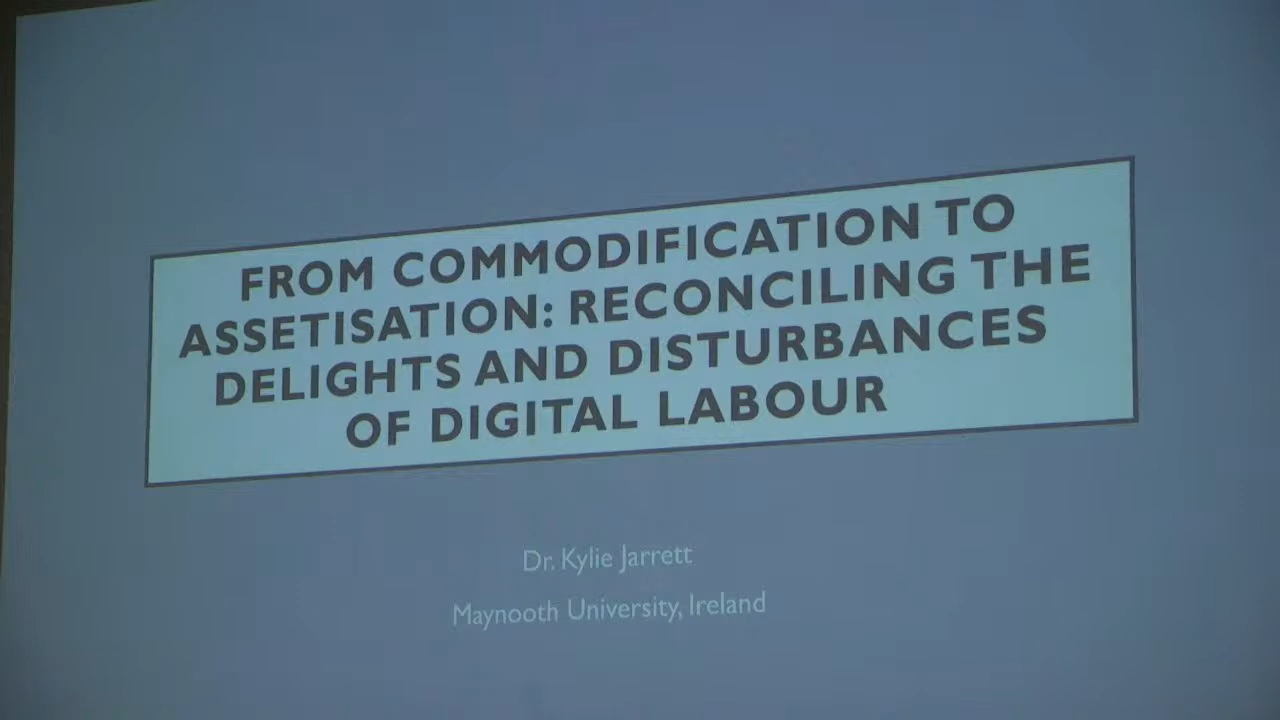 FROM COMMODIFICATION TO
ASSETISATION: RECONCILING THE
DELIGHTS AND DISTURBANCES
OF DIGITAL LABOUR
Dr. Kylie Jarrett
Maynooth University, Ireland